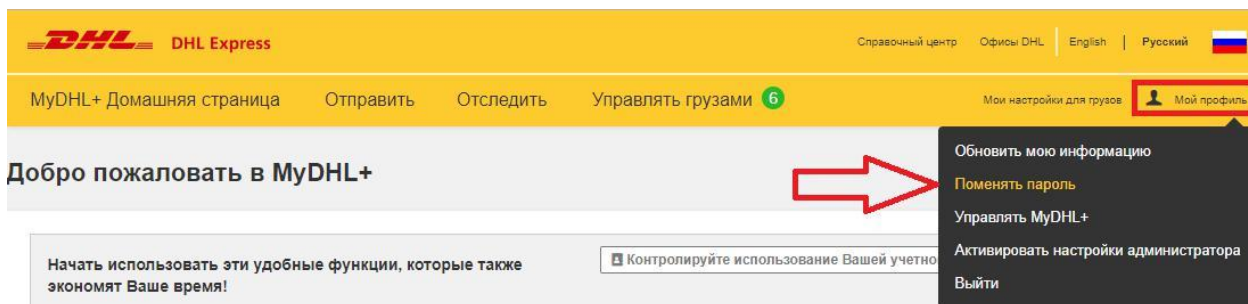 DHL DHL Express
Справочный центр Офисы DHL English | Русский
MyDHL+ Домашняя страница Отправить Отследить Управлять грузами 6
Мои настройки для грузов Мой профиль
Добро пожаловать в MyDHL+
Обновить мою информацию
Поменять пароль
Управлять MyDHL+
Активировать настройки администратора
Выйти
Начать использовать эти удобные функции, которые также
экономят Ваше время!
Контролируйте использование Вашей учетно